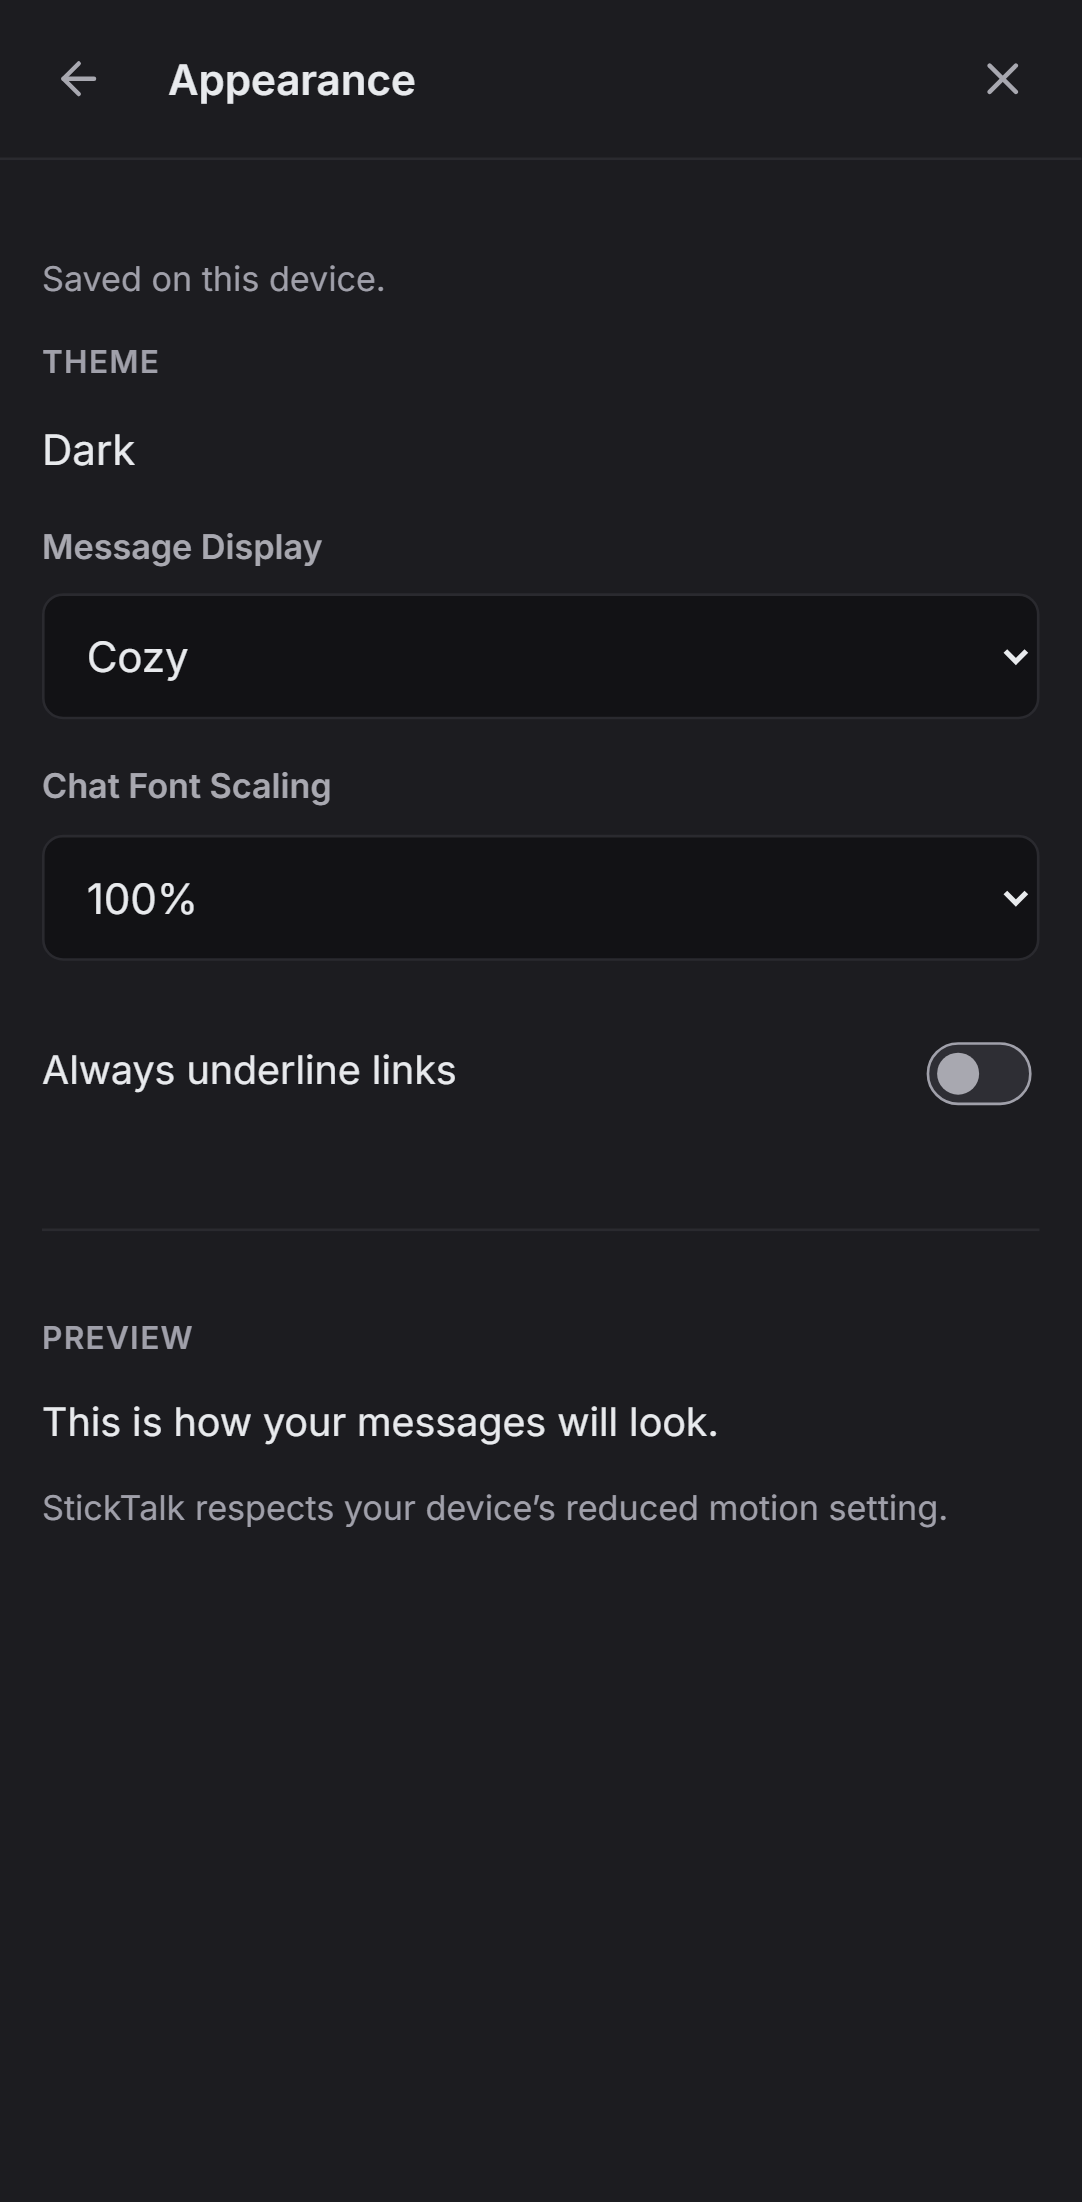 Appearance
Saved on this device.
THEME
Dark
Message Display
Cozy
Chat Font Scaling
100%
Always underline links
PREVIEW
This is how your messages will look.
StickTalk respects your device’s reduced motion setting.